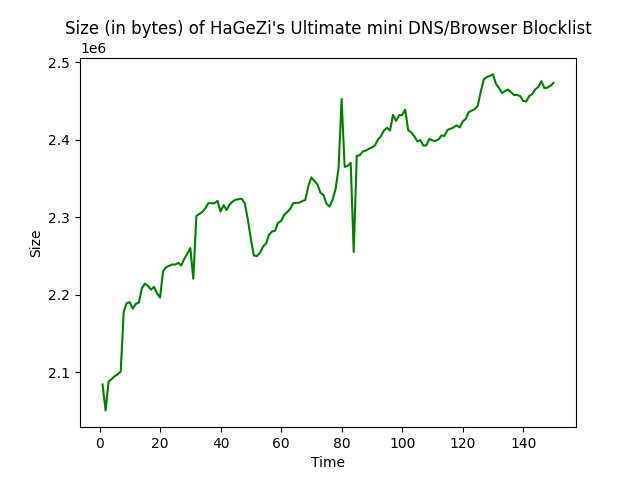 Size (in bytes) of HaGeZi's Ultimate mini DNS/Browser Blocklist
1e6
2.5
2.4
2.3
2.2
2.1
Size
0 20 40 60 80 100 120 140
Time